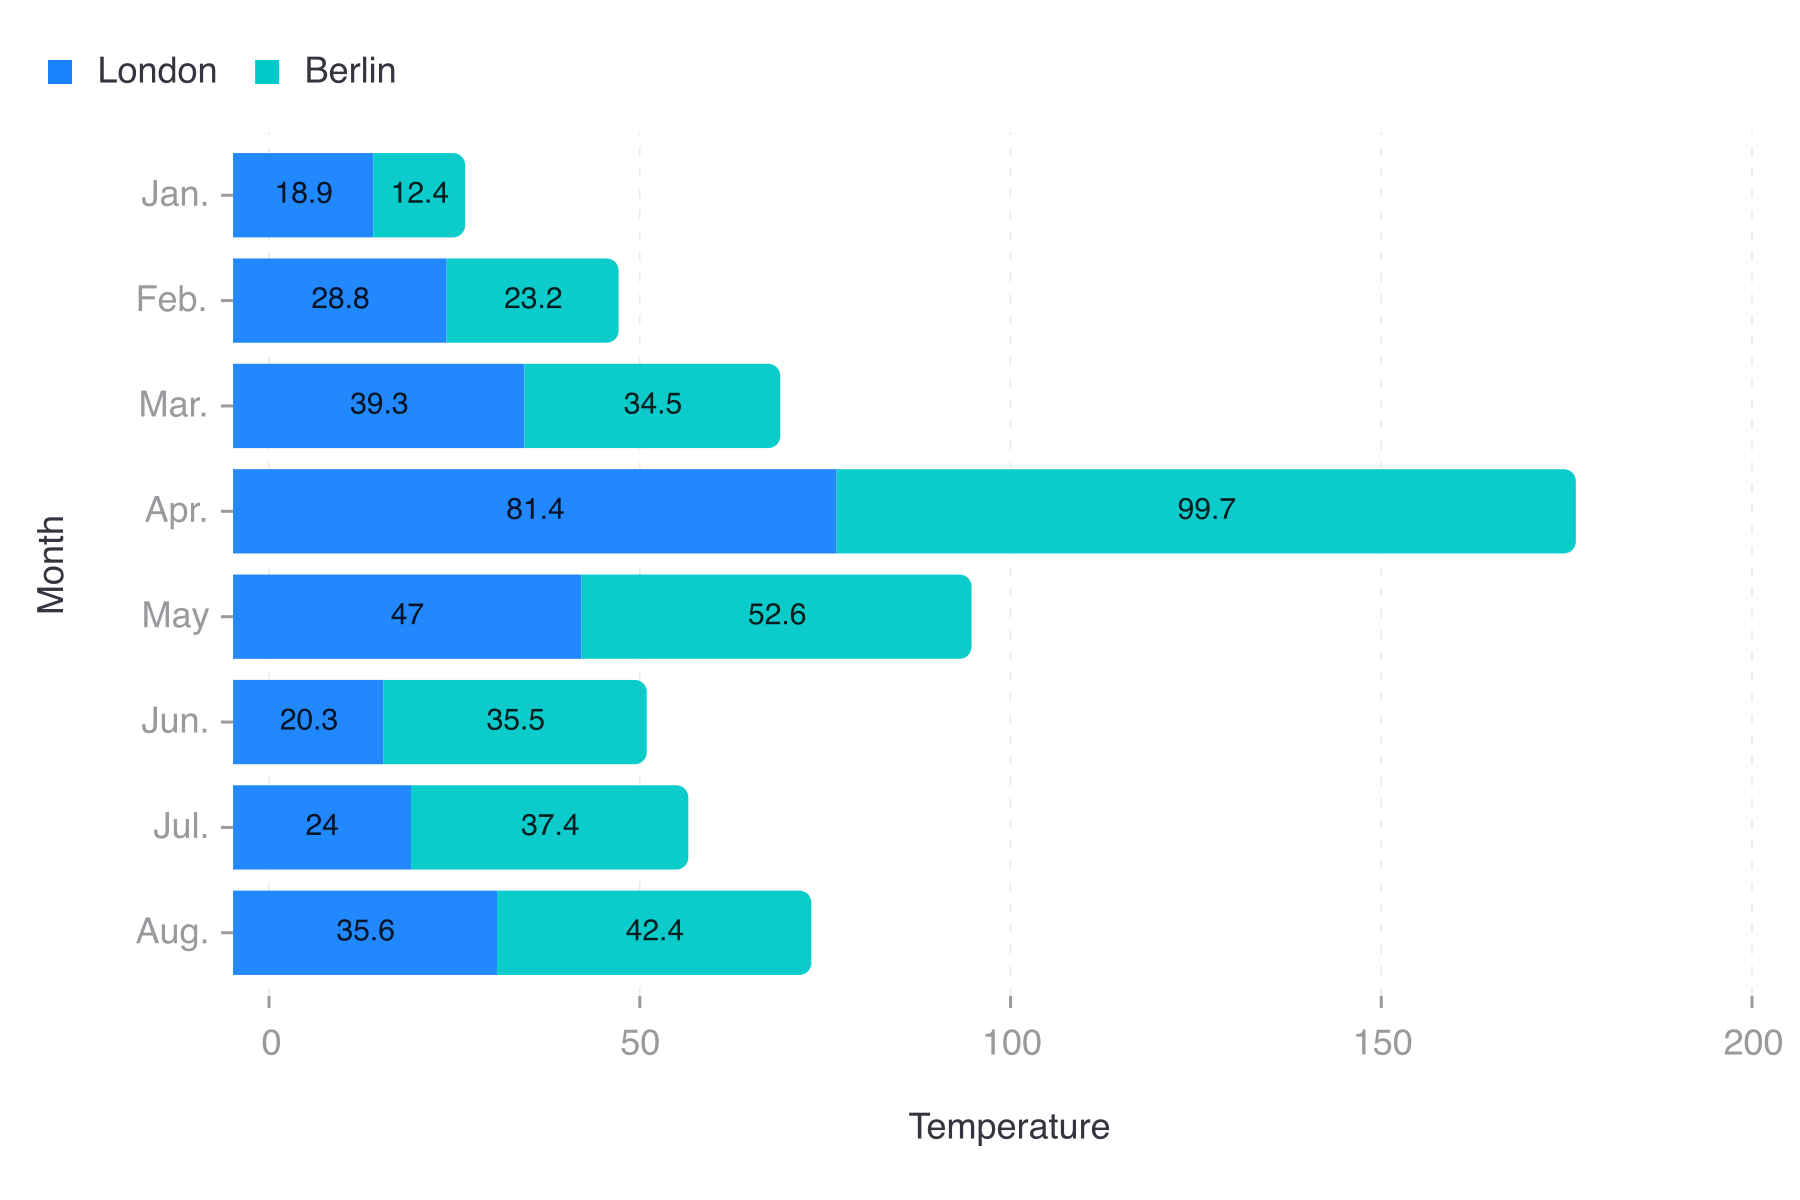 London Berlin
Jan. 18.9 12.4
Feb. 28.8 23.2
Mar. 39.3 34.5
Apr. 81.4 99.7
May 47 52.6
Jun. 20.3 35.5
Jul. 24 37.4
Aug. 35.6 42.4
Month
0 50 100 150 200
Temperature